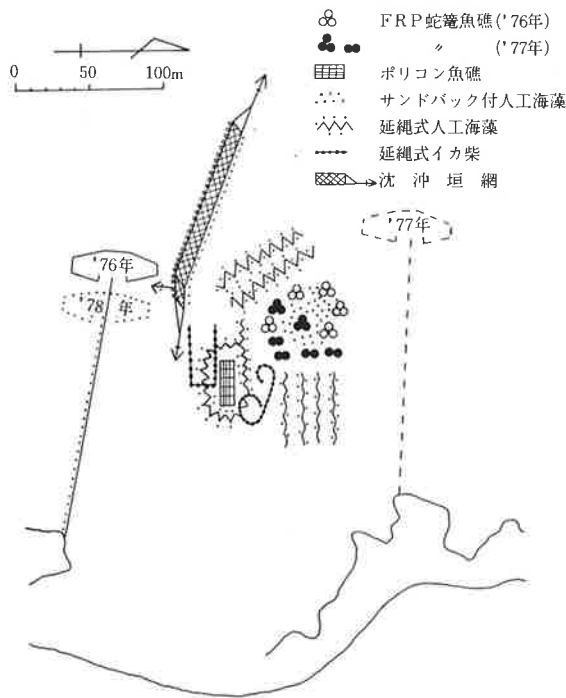 FRP蛇篭魚礁('76年)
〃 ('77年)
ポリコン魚礁
サンドバック付人工海藻
延縄式人工海藻
延縄式イカ柴
沈沖垣網
0 50 100m
'76年
'78年
'77年